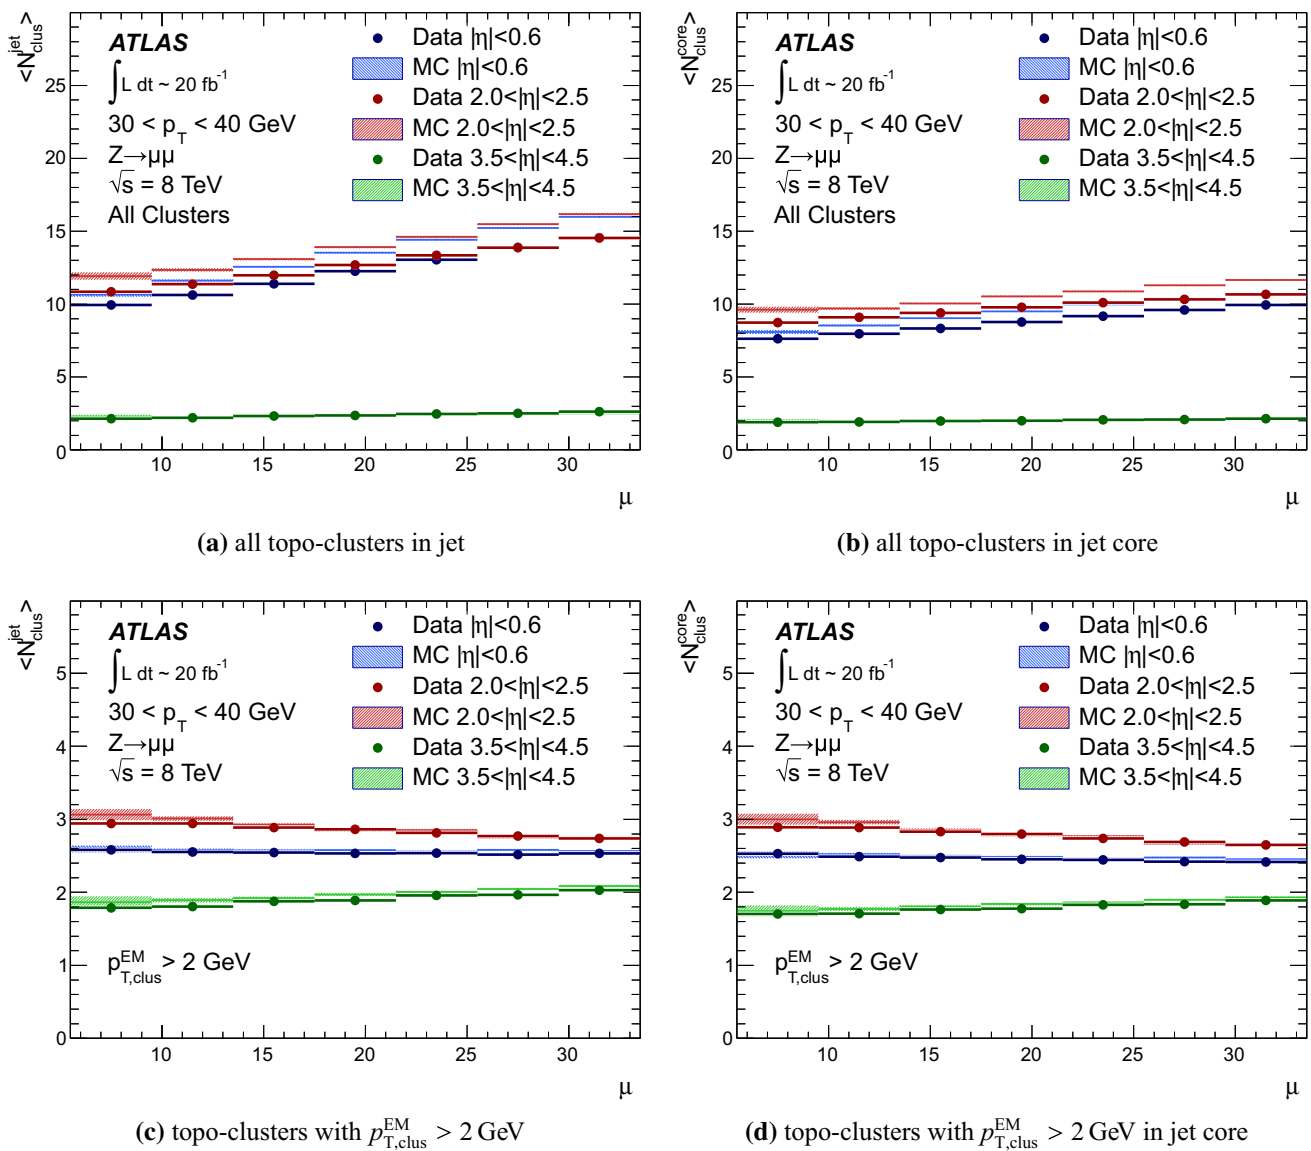 <N^jet_clus>
ATLAS
∫ L dt ~ 20 fb^-1
30 < p_T < 40 GeV
Z→μμ
√s = 8 TeV
All Clusters
Data |η|<0.6
MC |η|<0.6
Data 2.0<|η|<2.5
MC 2.0<|η|<2.5
Data 3.5<|η|<4.5
MC 3.5<|η|<4.5
25
20
15
10
5
0
10 15 20 25 30
μ
(a) all topo-clusters in jet
<N^core_clus>
ATLAS
∫ L dt ~ 20 fb^-1
30 < p_T < 40 GeV
Z→μμ
√s = 8 TeV
All Clusters
Data |η|<0.6
MC |η|<0.6
Data 2.0<|η|<2.5
MC 2.0<|η|<2.5
Data 3.5<|η|<4.5
MC 3.5<|η|<4.5
25
20
15
10
5
0
10 15 20 25 30
μ
(b) all topo-clusters in jet core
<N^jet_clus>
ATLAS
∫ L dt ~ 20 fb^-1
30 < p_T < 40 GeV
Z→μμ
√s = 8 TeV
Data |η|<0.6
MC |η|<0.6
Data 2.0<|η|<2.5
MC 2.0<|η|<2.5
Data 3.5<|η|<4.5
MC 3.5<|η|<4.5
p^EM_T,clus > 2 GeV
5
4
3
2
1
0
10 15 20 25 30
μ
(c) topo-clusters with p^EM_T,clus > 2 GeV
<N^core_clus>
ATLAS
∫ L dt ~ 20 fb^-1
30 < p_T < 40 GeV
Z→μμ
√s = 8 TeV
Data |η|<0.6
MC |η|<0.6
Data 2.0<|η|<2.5
MC 2.0<|η|<2.5
Data 3.5<|η|<4.5
MC 3.5<|η|<4.5
p^EM_T,clus > 2 GeV
5
4
3
2
1
0
10 15 20 25 30
μ
(d) topo-clusters with p^EM_T,clus > 2 GeV in jet core